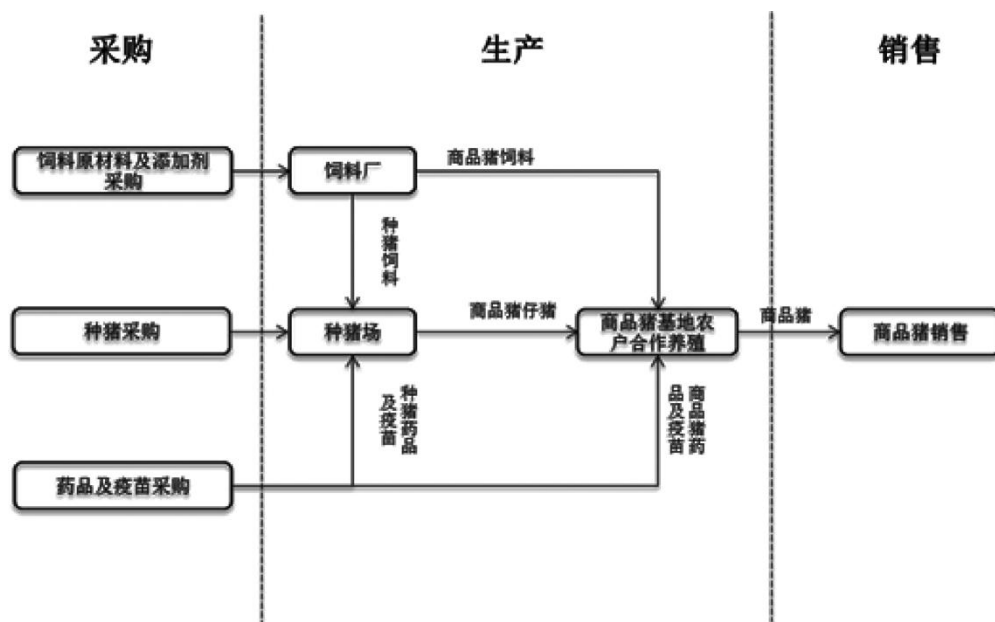 采购
生产
销售
饲料原材料及添加剂
采购
饲料厂
商品猪饲料
种猪饲料
种猪采购
种猪场
商品猪仔猪
商品猪基地农
户合作养殖
商品猪
商品猪销售
种猪药品
及疫苗
商品猪药
品及疫苗
药品及疫苗采购